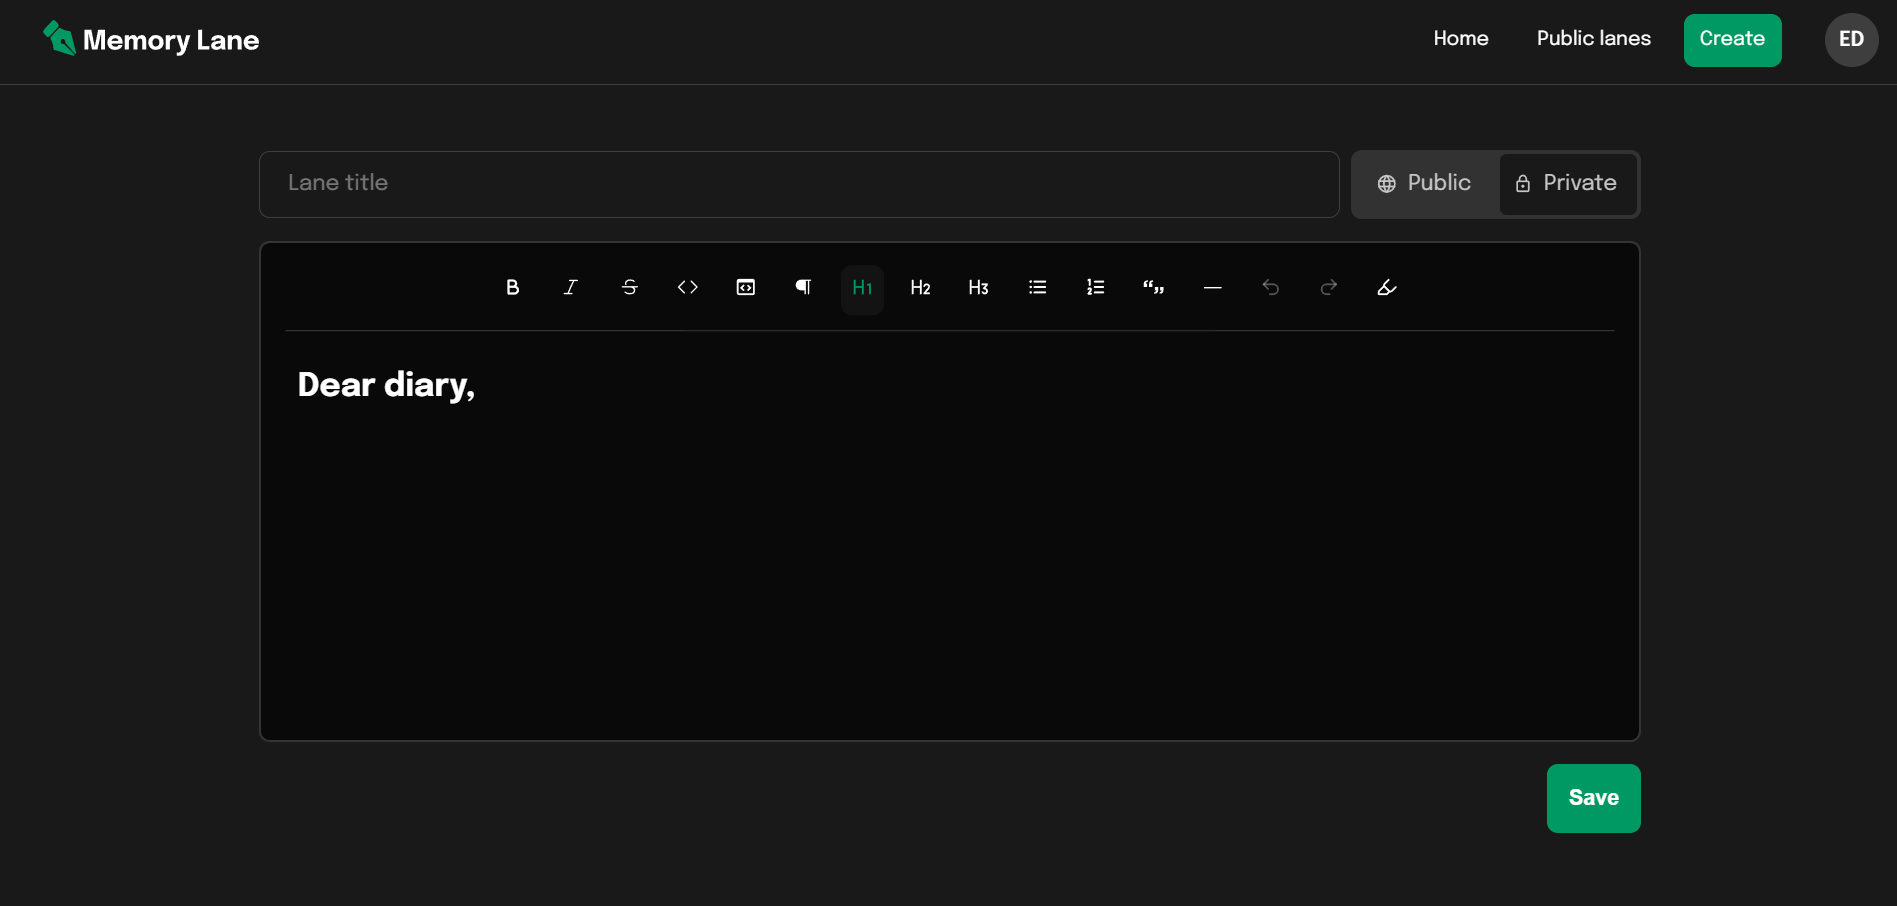 Memory Lane
Home Public lanes Create ED
Lane title
Public Private
B I S <> ¶ H1 H2 H3 “„ —
Dear diary,
Save